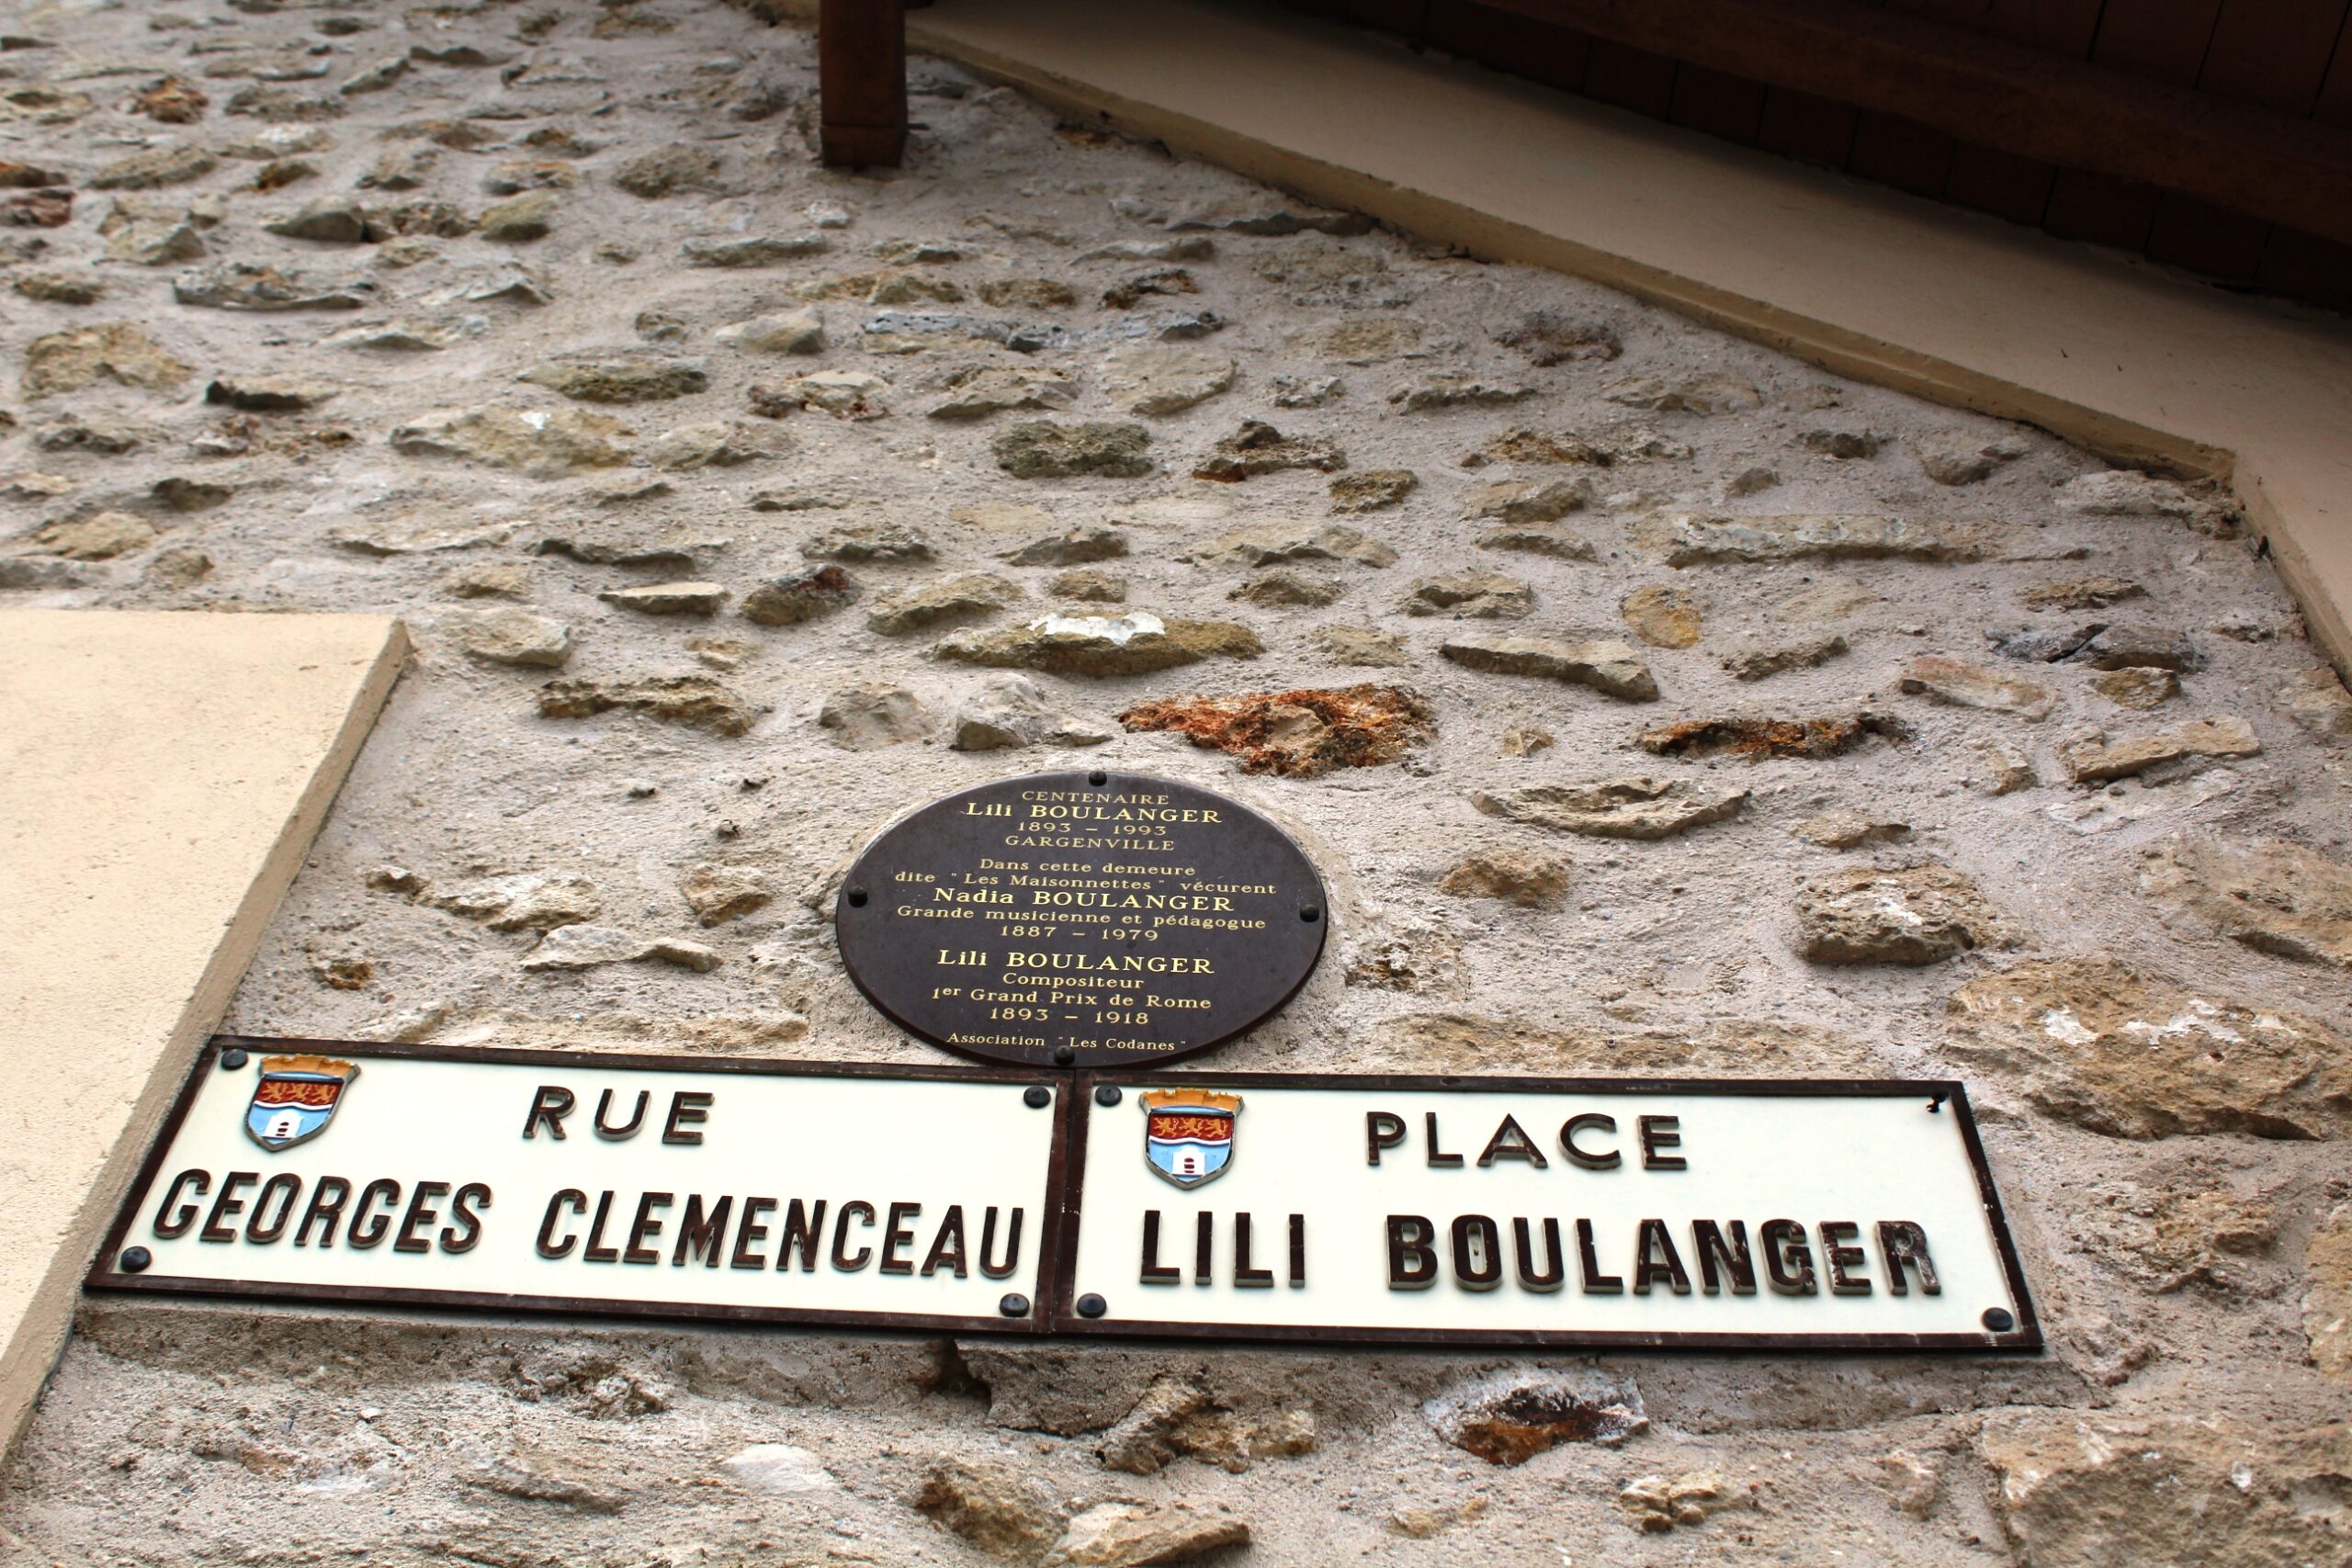 CENTENAIRE
Lili BOULANGER
1893 – 1993
GARGENVILLE
Dans cette demeure
dite "Les Maisonnettes" vécurent
Nadia BOULANGER
Grande musicienne et pédagogue
1887 – 1979
Lili BOULANGER
Compositeur
1er Grand Prix de Rome
1893 – 1918
Association "Les Codanes"
RUE
GEORGES CLEMENCEAU
PLACE
LILI BOULANGER